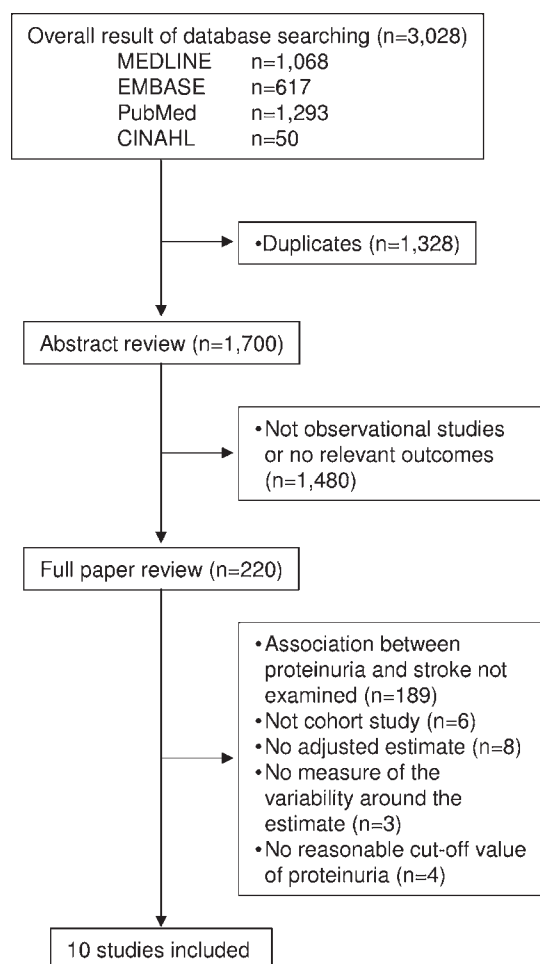 Overall result of database searching (n=3,028)
MEDLINE n=1,068
EMBASE n=617
PubMed n=1,293
CINAHL n=50
•Duplicates (n=1,328)
Abstract review (n=1,700)
•Not observational studies
or no relevant outcomes
(n=1,480)
Full paper review (n=220)
•Association between
proteinuria and stroke not
examined (n=189)
•Not cohort study (n=6)
•No adjusted estimate (n=8)
•No measure of the
variability around the
estimate (n=3)
•No reasonable cut-off value
of proteinuria (n=4)
10 studies included